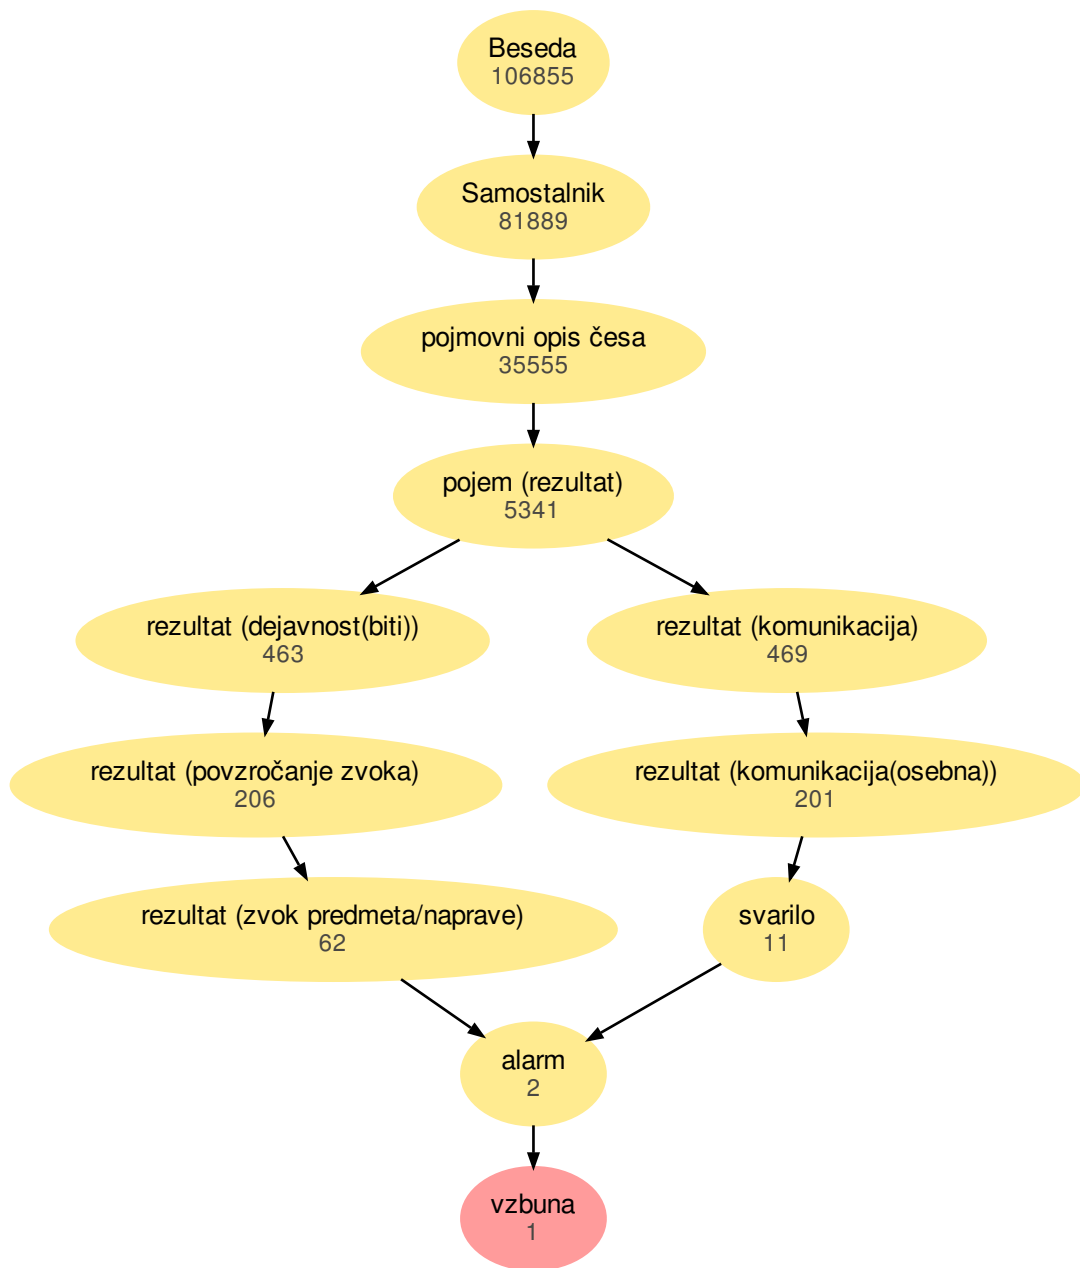 Beseda
106855
Samostalnik
81889
pojmovni opis česa
35555
pojem (rezultat)
5341
rezultat (dejavnost(biti))
463
rezultat (komunikacija)
469
rezultat (povzročanje zvoka)
206
rezultat (komunikacija(osebna))
201
rezultat (zvok predmeta/naprave)
62
svarilo
11
alarm
2
vzbuna
1